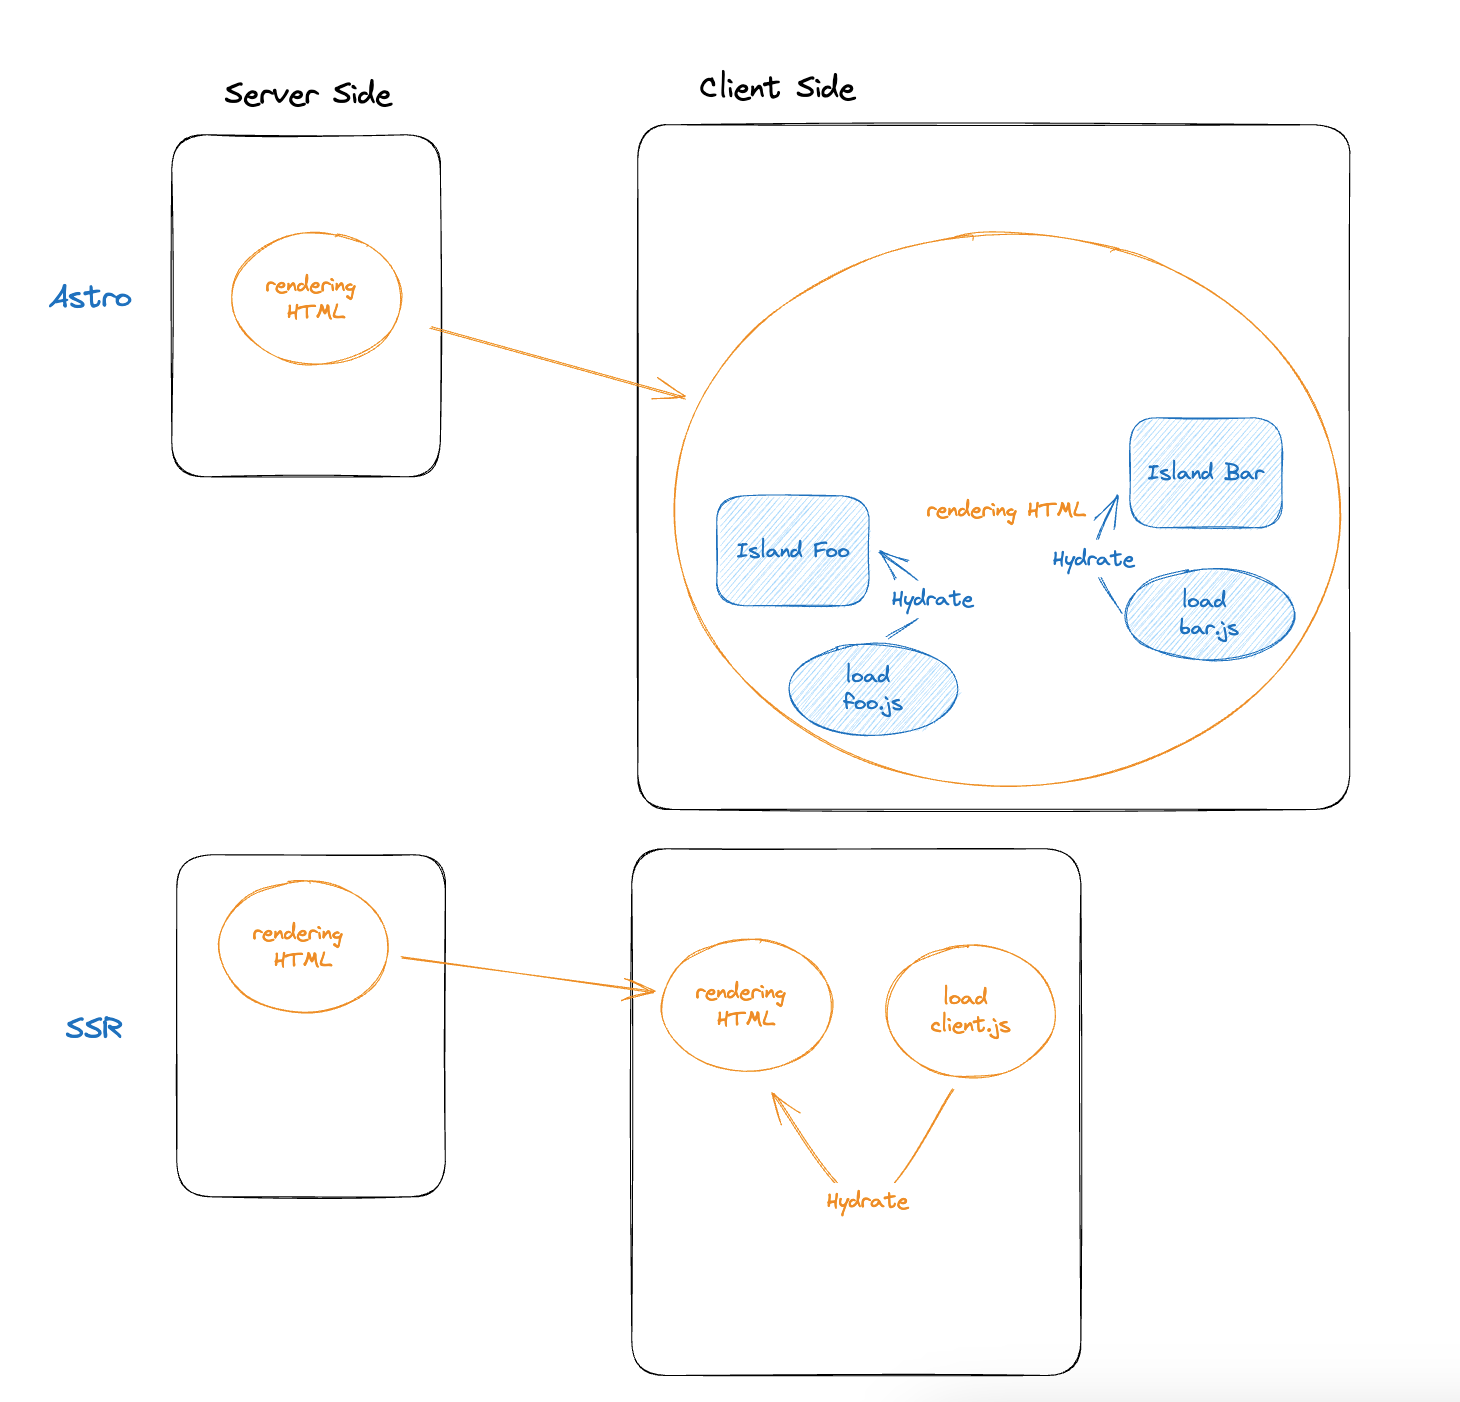 Server Side
Client Side
Astro
rendering
HTML
Island Bar
rendering HTML
Island Foo
Hydrate
Hydrate
load
bar.js
load
foo.js
SSR
rendering
HTML
rendering
HTML
load
client.js
Hydrate